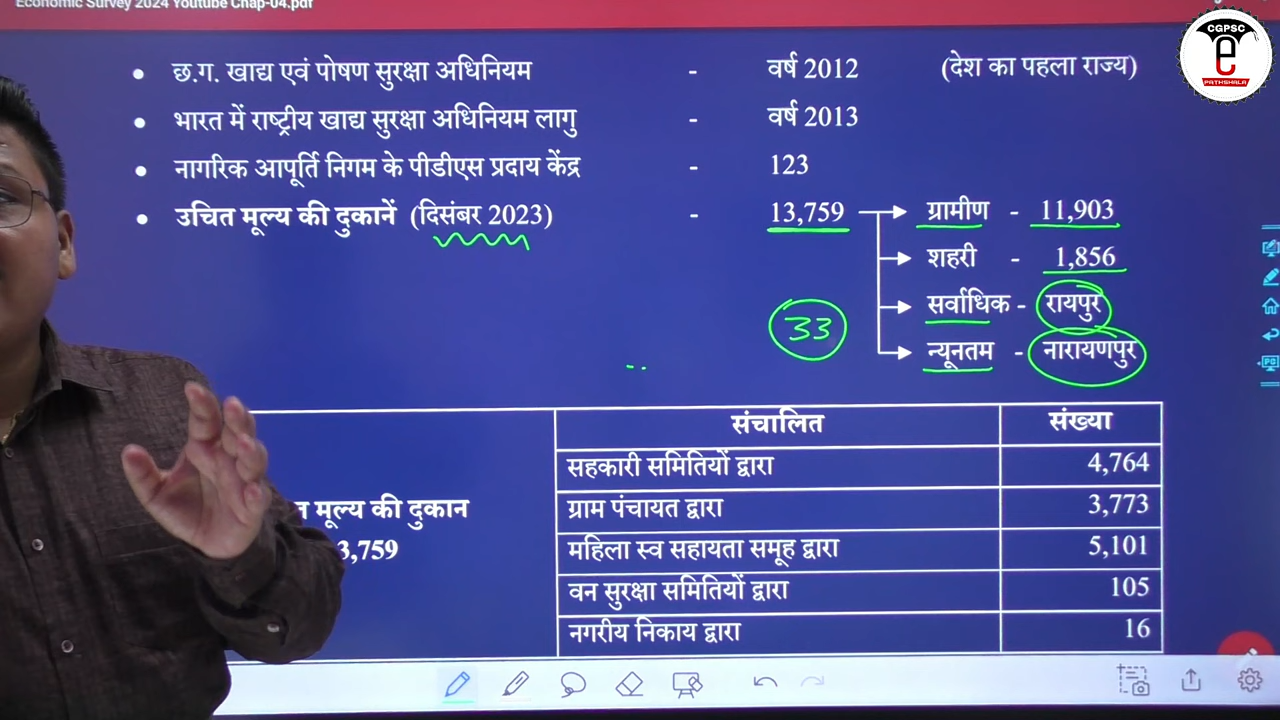 Economic Survey 2024 Youtube Chap-04.pdf
CGPSC
e
PATHSHALA
• छ.ग. खाद्य एवं पोषण सुरक्षा अधिनियम - वर्ष 2012 (देश का पहला राज्य)
• भारत में राष्ट्रीय खाद्य सुरक्षा अधिनियम लागु - वर्ष 2013
• नागरिक आपूर्ति निगम के पीडीएस प्रदाय केंद्र - 123
• उचित मूल्य की दुकानें (दिसंबर 2023) - 13,759 ग्रामीण - 11,903
शहरी - 1,856
सर्वाधिक - रायपुर
33
न्यूनतम - नारायणपुर
संचालित संख्या
सहकारी समितियों द्वारा 4,764
मूल्य की दुकान ग्राम पंचायत द्वारा 3,773
3,759 महिला स्व सहायता समूह द्वारा 5,101
वन सुरक्षा समितियों द्वारा 105
नगरीय निकाय द्वारा 16
PC